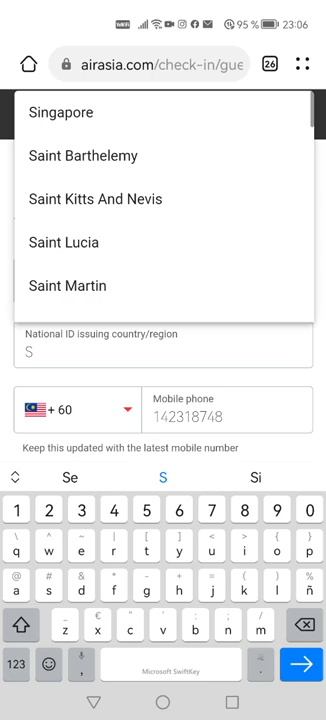 VoWiFi 95 % 23:06
airasia.com/check-in/gue 26
Singapore
Saint Barthelemy
Saint Kitts And Nevis
Saint Lucia
Saint Martin
National ID issuing country/region
S
+ 60
Mobile phone
142318748
Keep this updated with the latest mobile number
Se S Si
1 2 3 4 5 6 7 8 9 0
\ ^ ~ | [ ] < > { }
q w e r t y u i o p
@ # & * - + = ( ) %
a s d f g h j k l ñ
_ € " ' : ; /
z x c v b n m
123 , Microsoft SwiftKey .